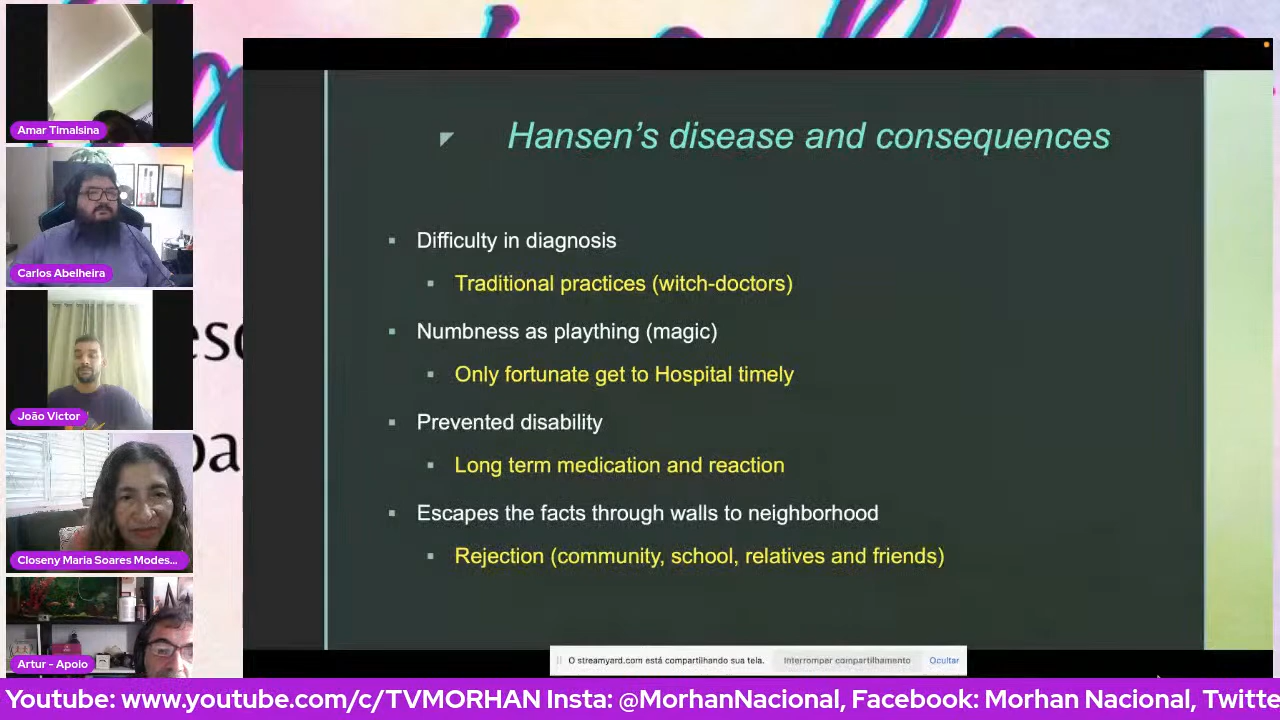 Amar Timalsina
Carlos Abelheira
João Victor
Closeny Maria Soares Modes...
Artur - Apoio
Hansen's disease and consequences
Difficulty in diagnosis
Traditional practices (witch-doctors)
Numbness as plaything (magic)
Only fortunate get to Hospital timely
Prevented disability
Long term medication and reaction
Escapes the facts through walls to neighborhood
Rejection (community, school, relatives and friends)
O streamyard.com está compartilhando sua tela. Interromper compartilhamento Ocultar
Youtube: www.youtube.com/c/TVMORHAN Insta: @MorhanNacional, Facebook: Morhan Nacional, Twitte